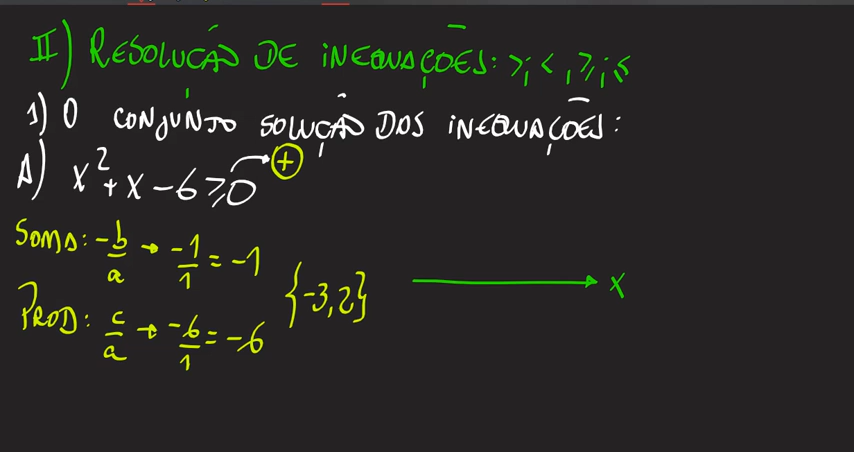 II) RESOLUÇÃO DE INEQUAÇÕES: >; <, ≥; ≤
1) O CONJUNTO SOLUÇÃO DAS INEQUAÇÕES:
A) x² + x - 6 ≥ 0 → +
SOMA: -b/a → -1/1 = -1
{-3, 2}
x
PROD: c/a → -6/1 = -6